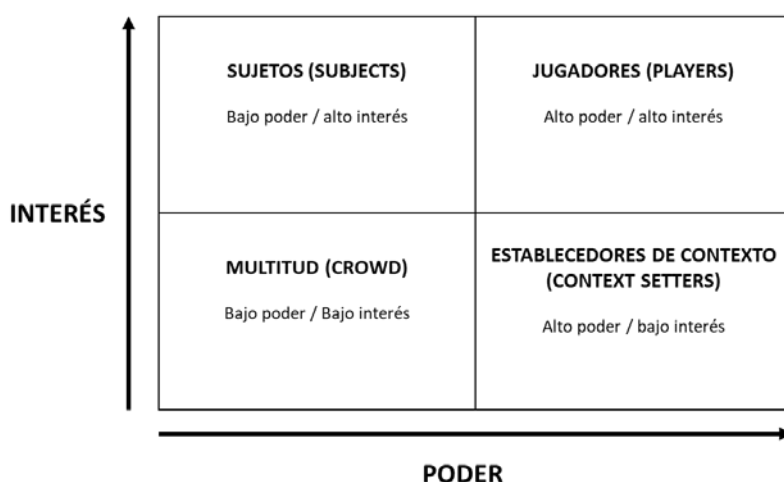 SUJETOS (SUBJECTS)
Bajo poder / alto interés
JUGADORES (PLAYERS)
Alto poder / alto interés
INTERÉS
MULTITUD (CROWD)
Bajo poder / Bajo interés
ESTABLECEDORES DE CONTEXTO
(CONTEXT SETTERS)
Alto poder / bajo interés
PODER